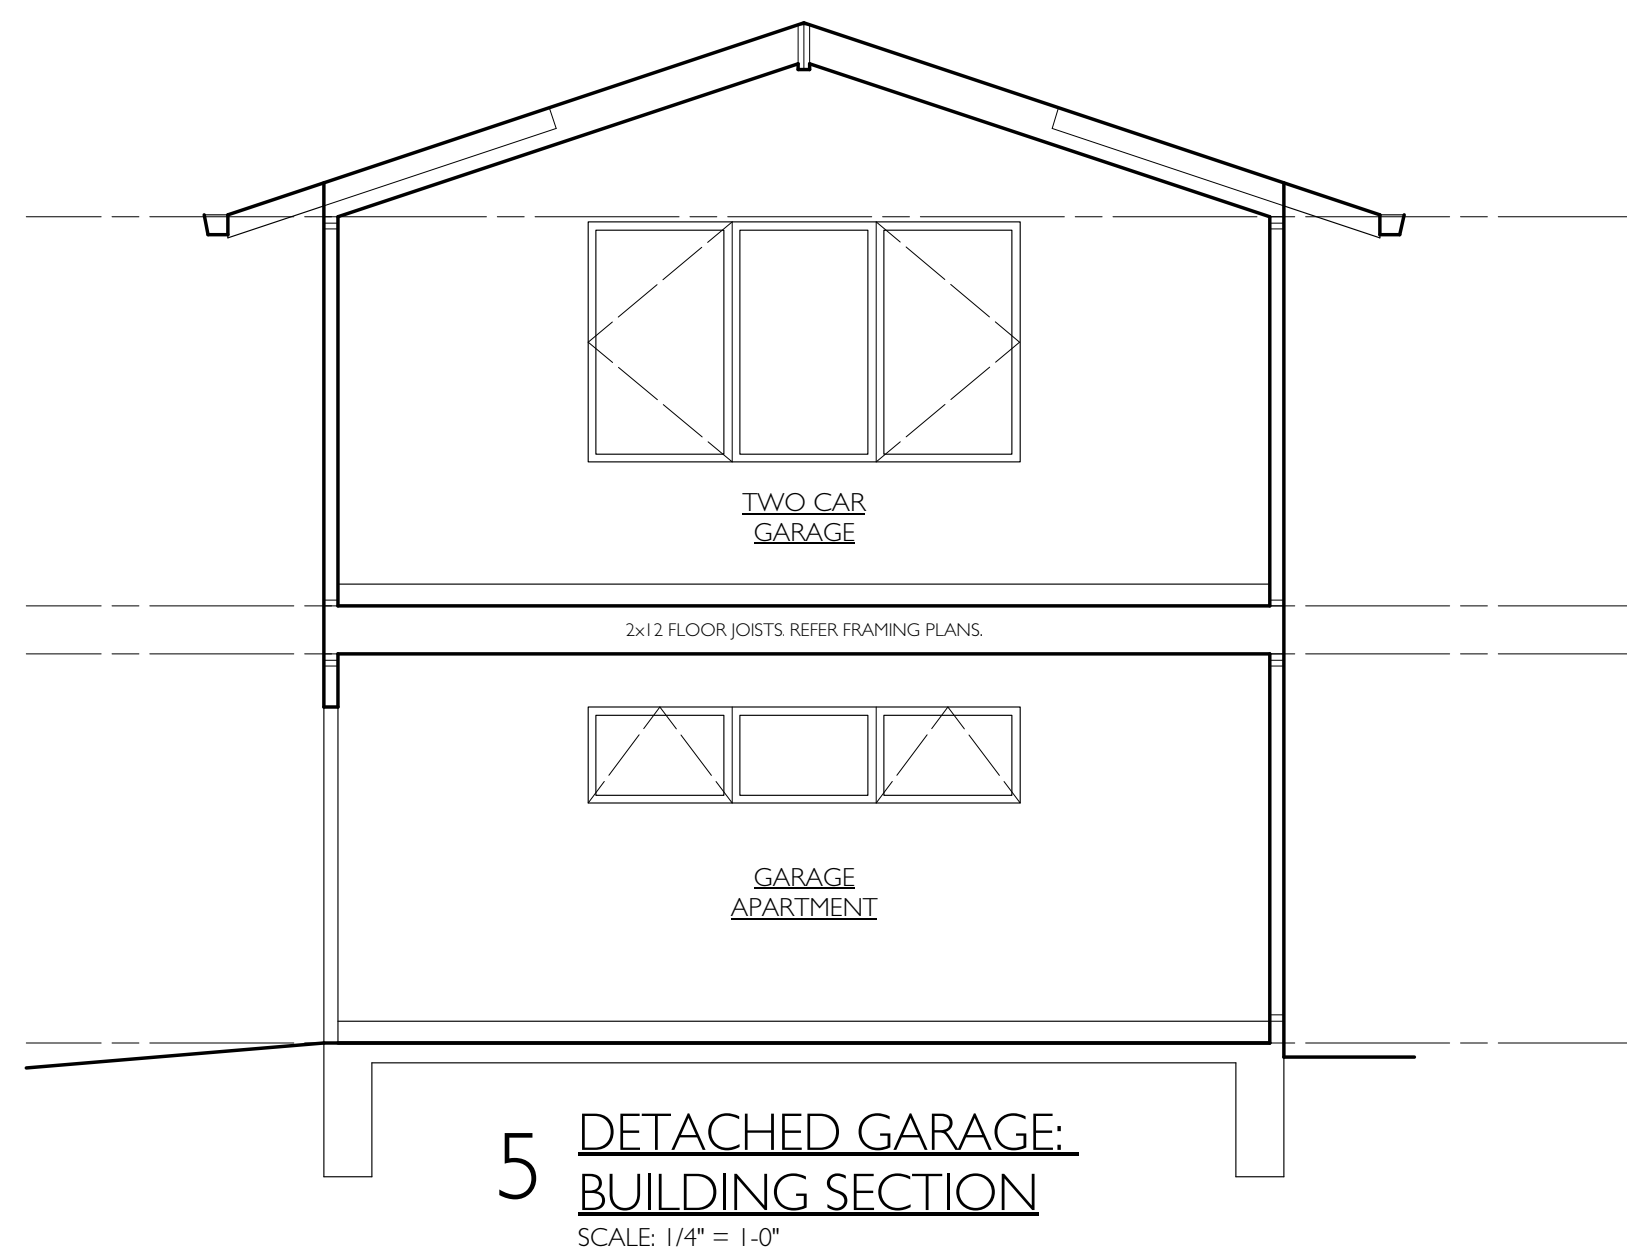 TWO CAR
GARAGE
2x12 FLOOR JOISTS. REFER FRAMING PLANS.
GARAGE
APARTMENT
5
DETACHED GARAGE:
BUILDING SECTION
SCALE: 1/4" = 1-0"